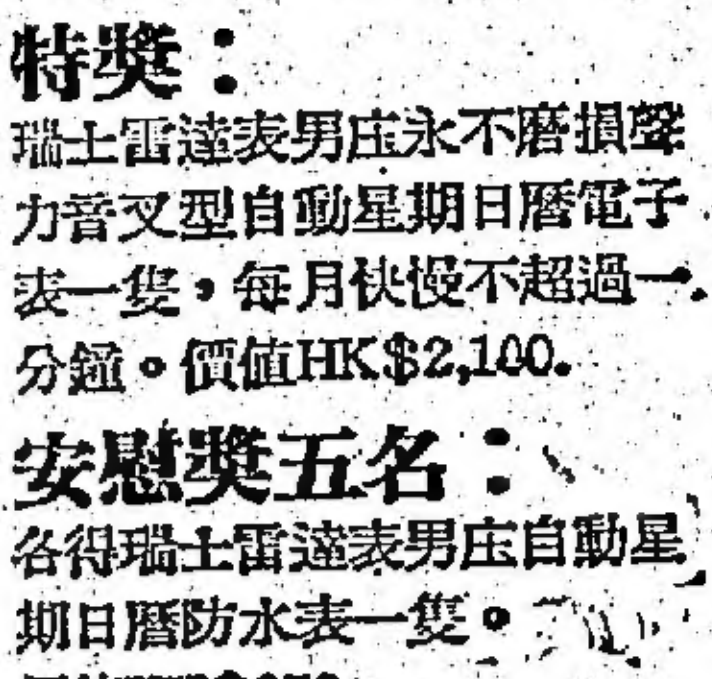 特獎：
瑞士雷達表男庄永不磨損聲
力音叉型自動星期日曆電子
表一隻，每月快慢不超過一
分鐘。價值HK$2,100.
安慰獎五名：
各得瑞士雷達表男庄自動星
期日曆防水表一隻。